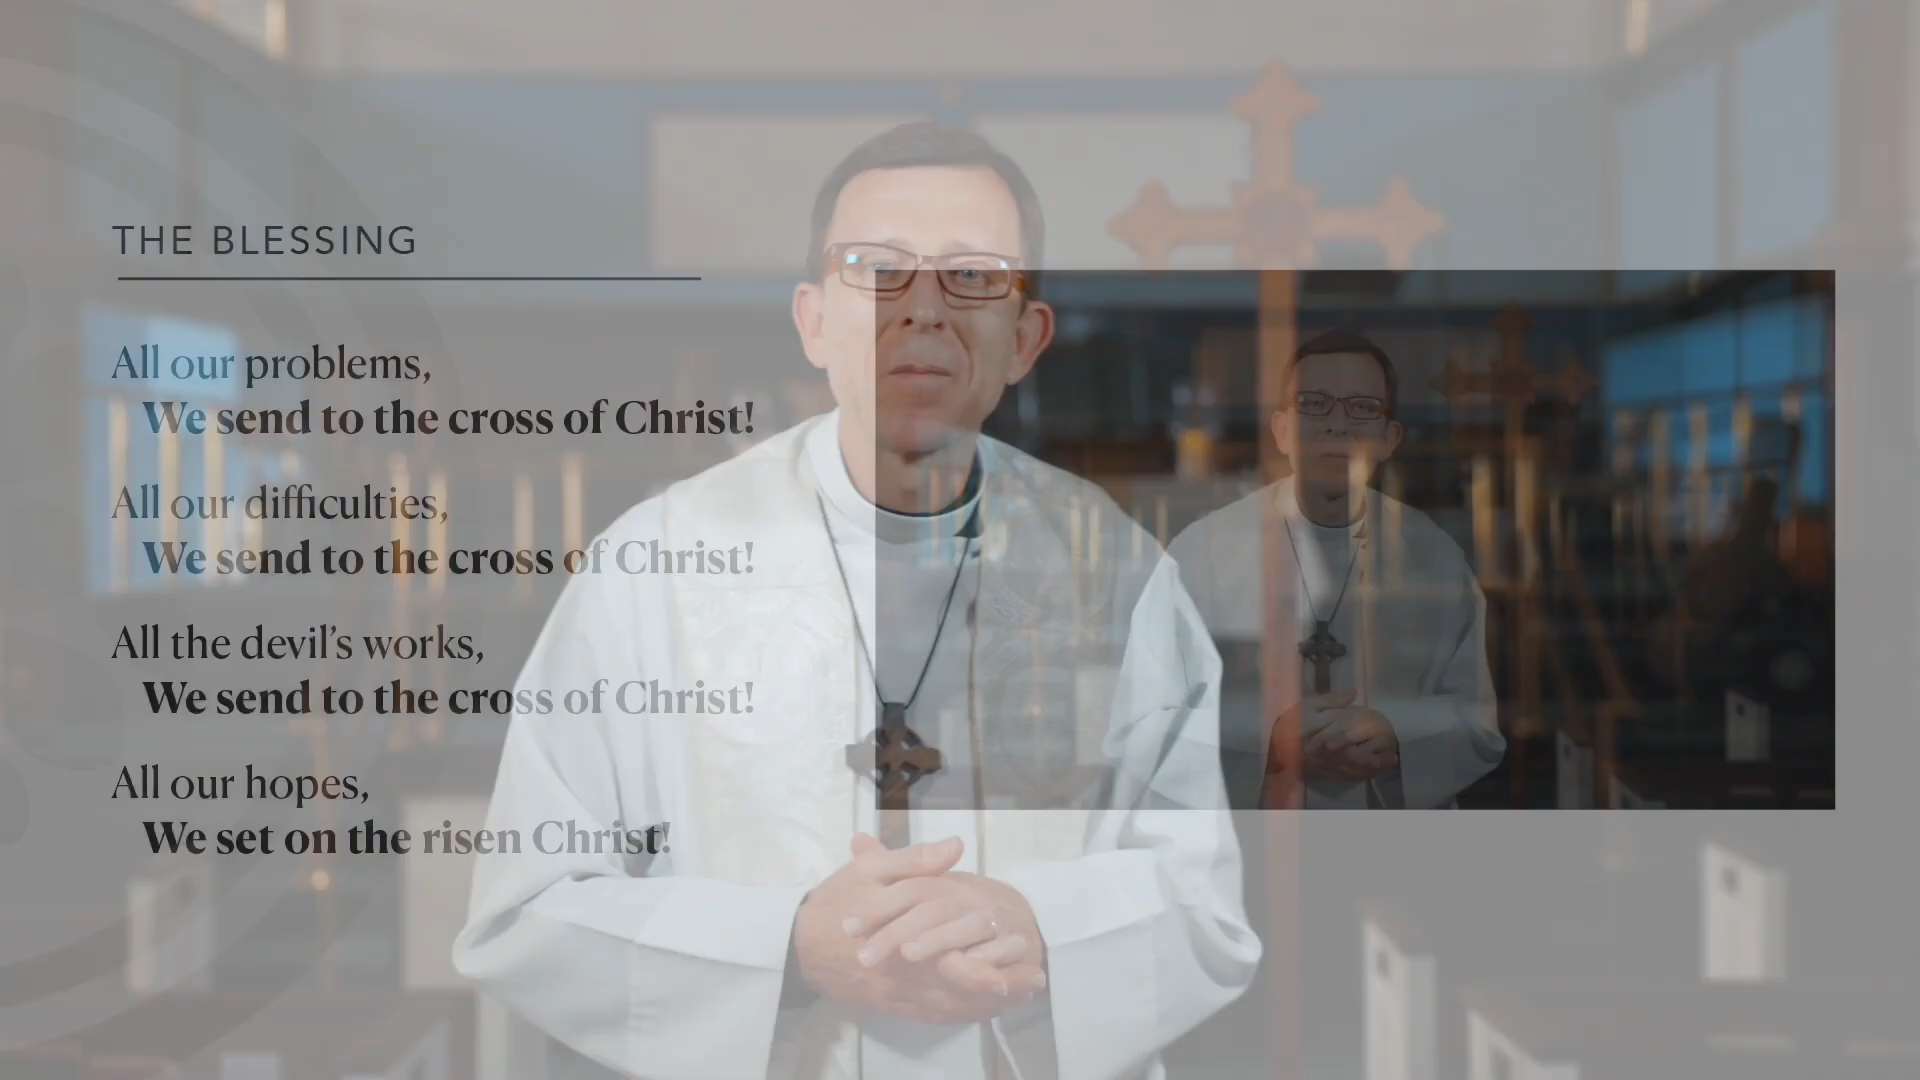 THE BLESSING
All our problems,
We send to the cross of Christ!
All our difficulties,
We send to the cross of Christ!
All the devil’s works,
We send to the cross of Christ!
All our hopes,
We set on the risen Christ!